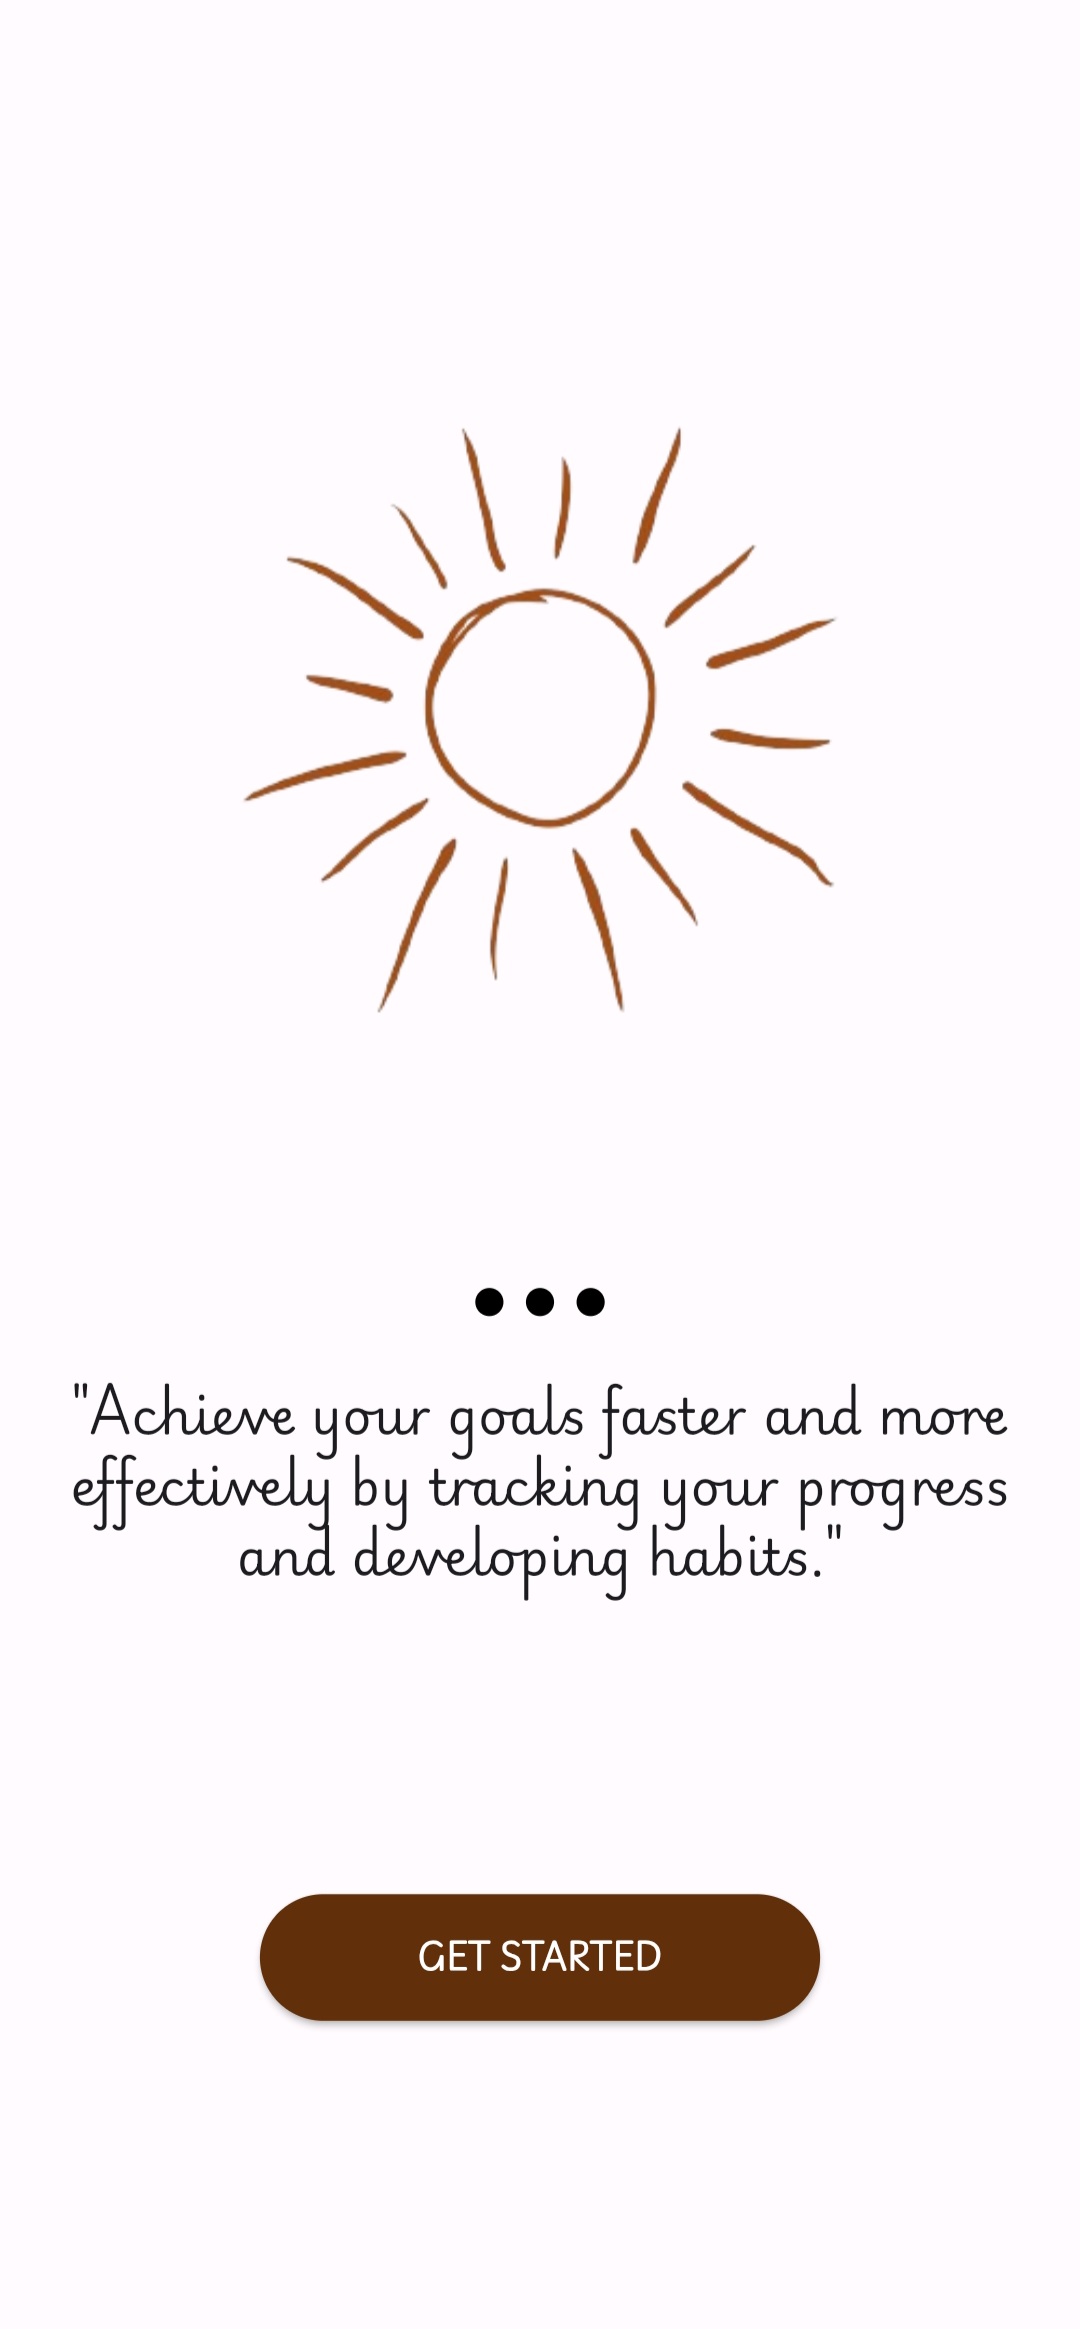 "Achieve your goals faster and more
effectively by tracking your progress
and developing habits."
GET STARTED